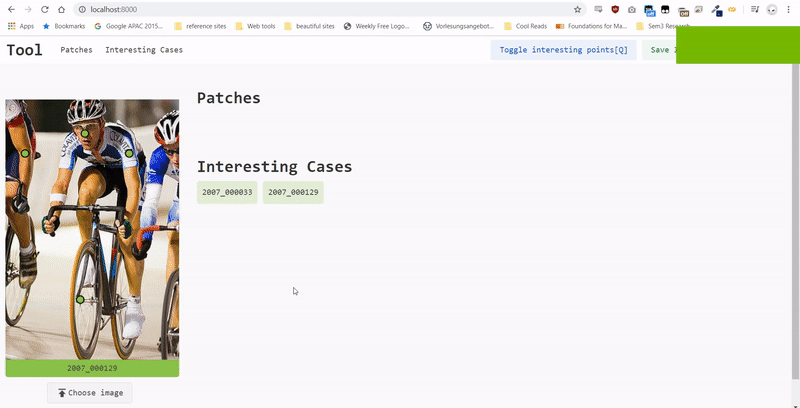 localhost:8000
Apps
Bookmarks
Google APAC 2015...
reference sites
Web tools
beautiful sites
Weekly Free Logo...
Vorlesungsangebot...
Cool Reads
Foundations for Ma...
Sem3 Research
Tool
Patches
Interesting Cases
Toggle interesting points[Q]
Save
Patches
Interesting Cases
2007_000033
2007_000129
2007_000129
Choose image